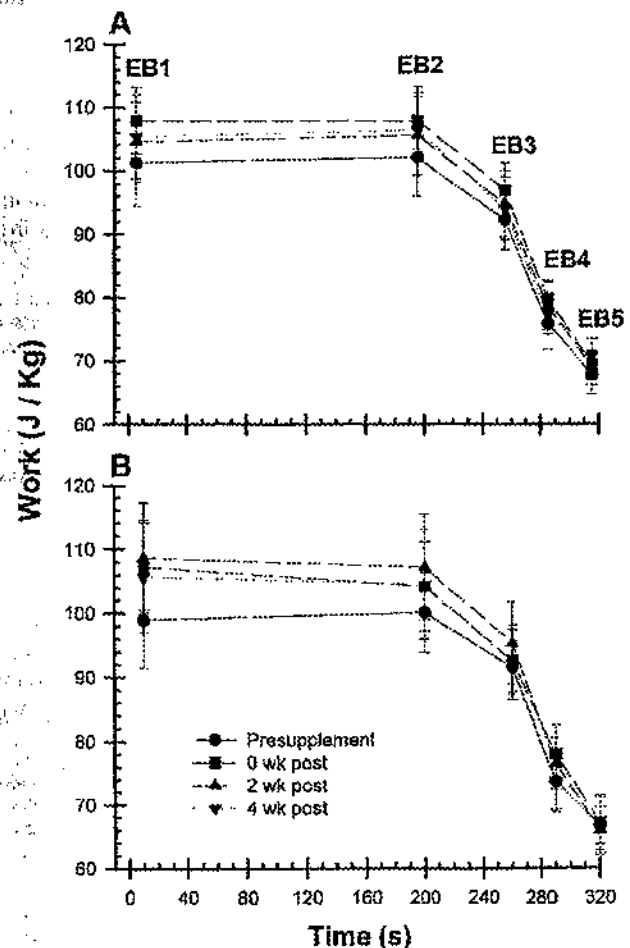 A
120
110
100
90
80
70
60
EB1
EB2
EB3
EB4
EB5
Work (J / Kg)
B
120
110
100
90
80
70
60
Presupplement
0 wk post
2 wk post
4 wk post
0 40 80 120 160 200 240 280 320
Time (s)